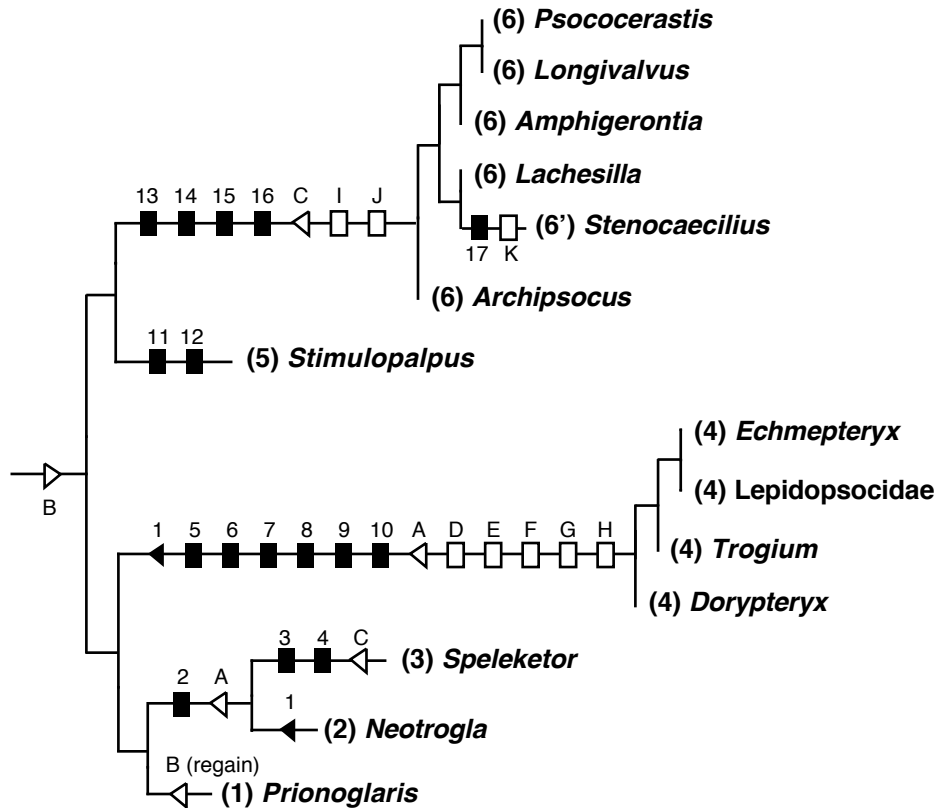 (6) Psococerastis
(6) Longivalvus
(6) Amphigerontia
(6) Lachesilla
13 14 15 16 C I J
(6') Stenocaecilius
17 K
(6) Archipsocus
11 12
(5) Stimulopalpus
(4) Echmepteryx
B
(4) Lepidopsocidae
1 5 6 7 8 9 10 A D E F G H
(4) Trogium
(4) Dorypteryx
3 4 C
(3) Speleketor
2 A
1
(2) Neotrogla
B (regain)
(1) Prionoglaris